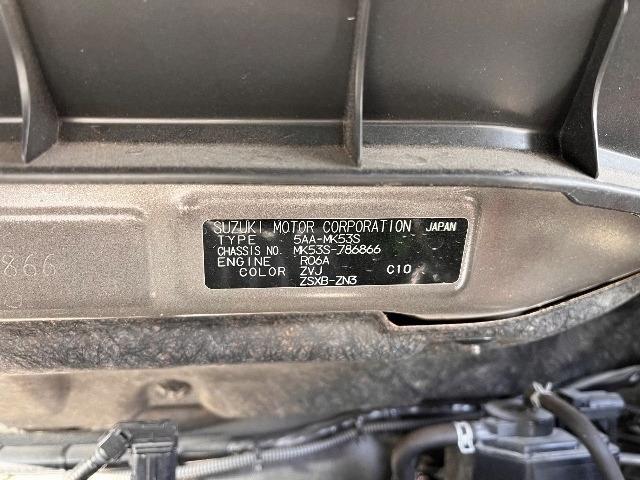 SUZUKI MOTOR CORPORATION JAPAN
TYPE 5AA-MK53S
CHASSIS NO. MK53S-786866
ENGINE R06A
COLOR ZVJ C10
ZSXB-ZN3